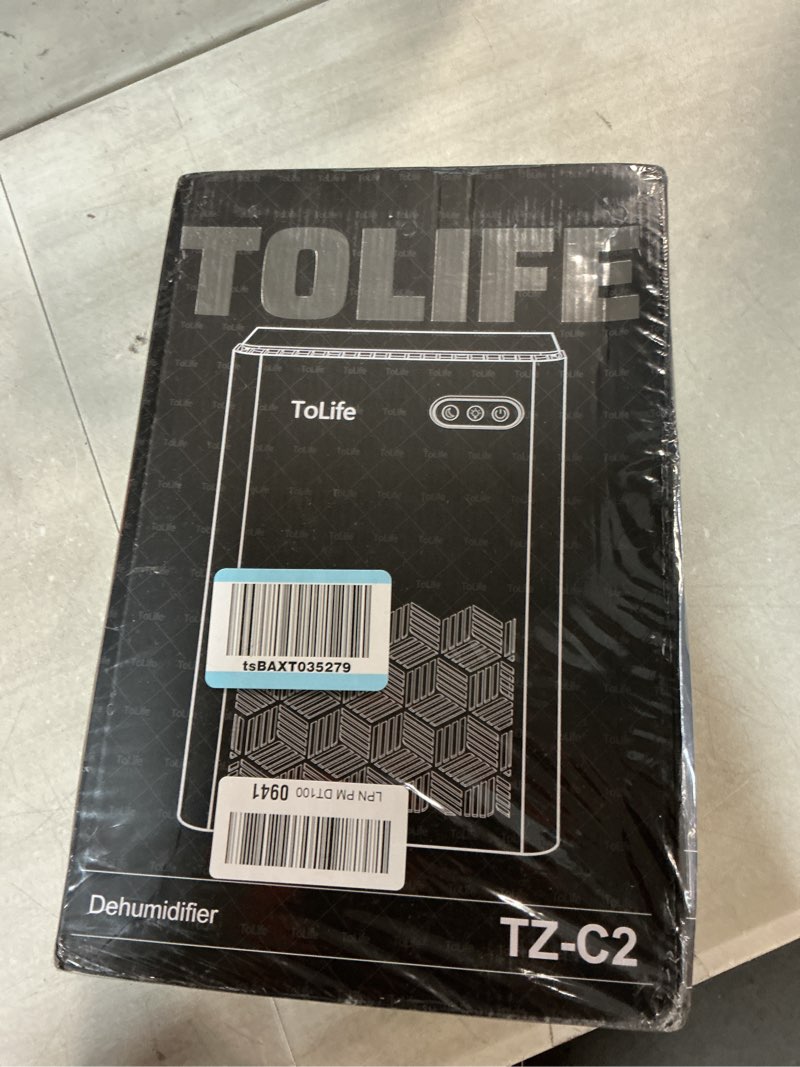 TOLIFE
ToLife
tsBAXT035279
LPN PM DT100 0941
Dehumidifier
TZ-C2